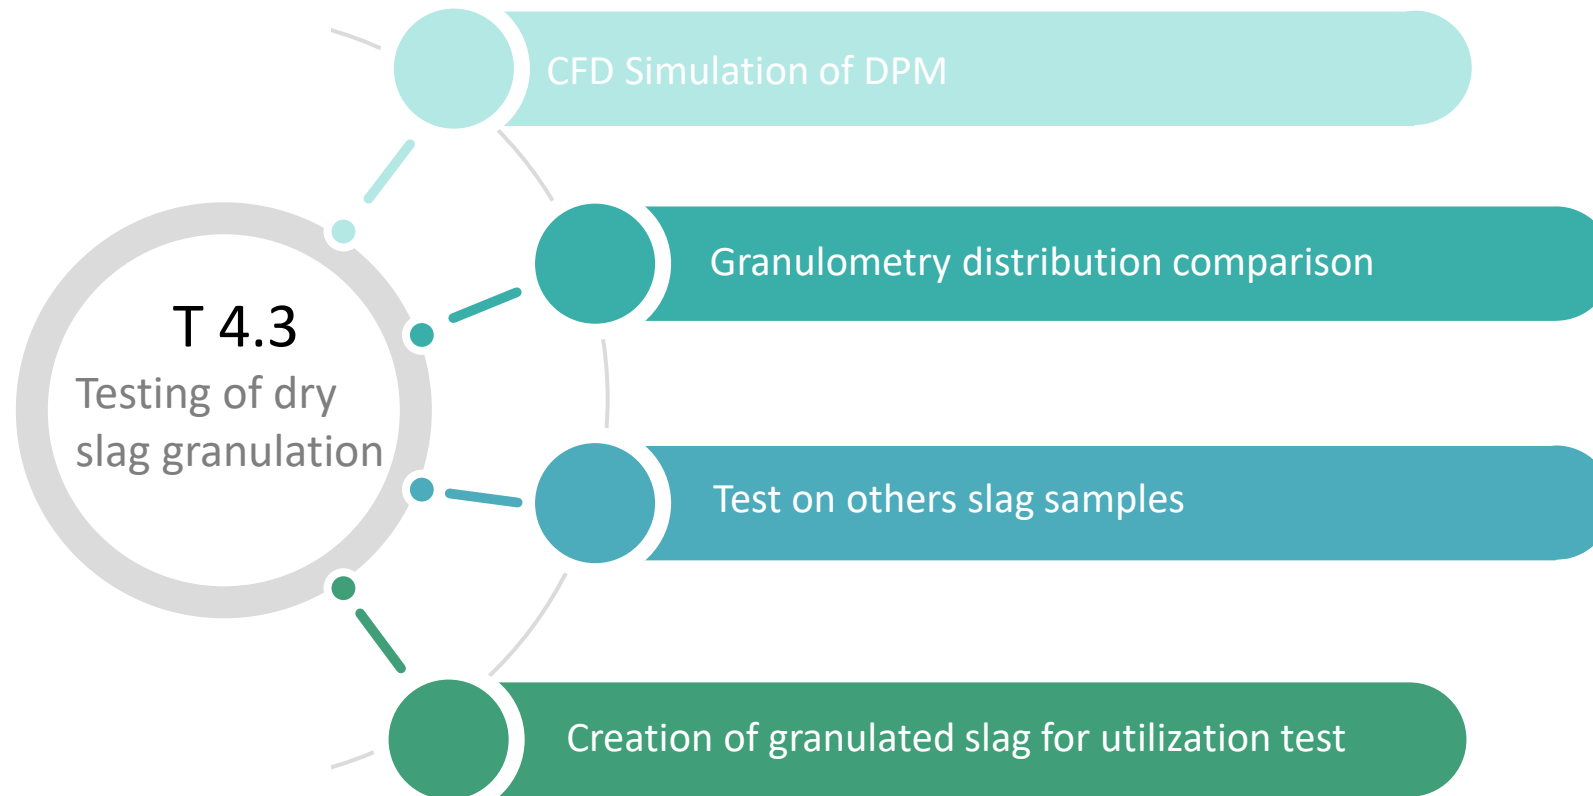 T 4.3
Testing of dry
slag granulation
CFD Simulation of DPM
Granulometry distribution comparison
Test on others slag samples
Creation of granulated slag for utilization test